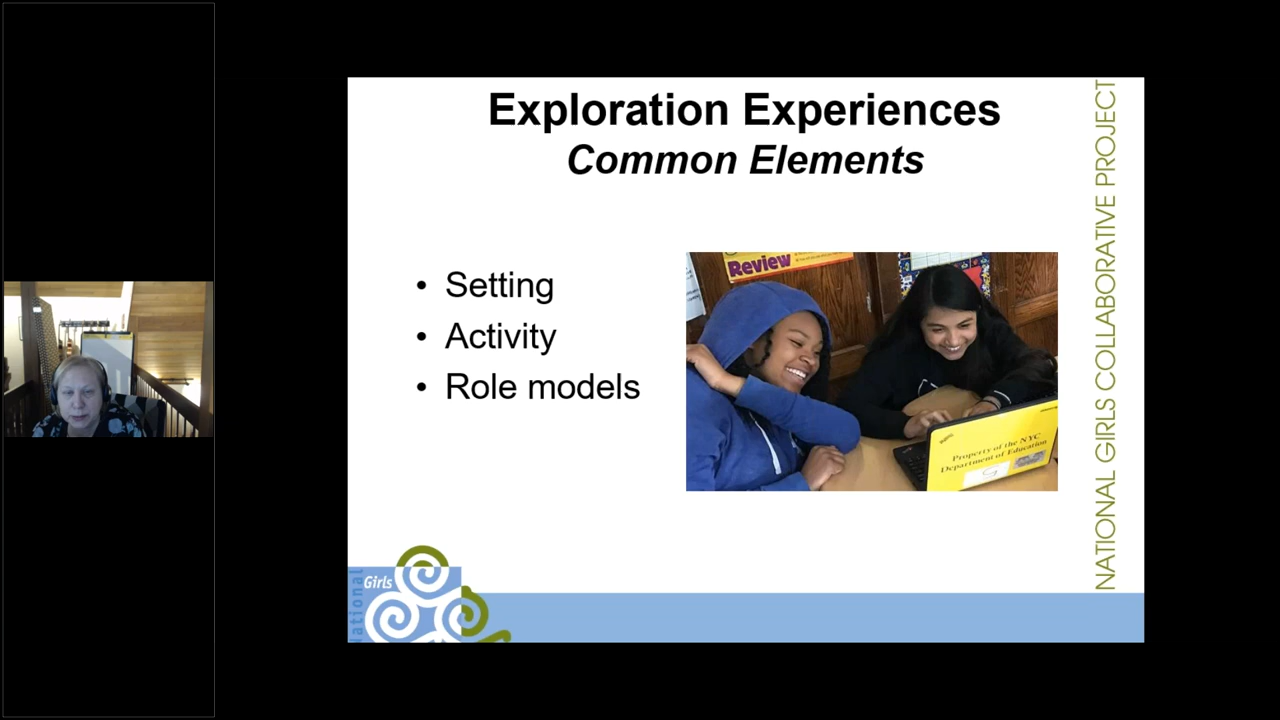 Exploration Experiences
Common Elements
• Setting
• Activity
• Role models
Review
Property of the NYC
Department of Education
NATIONAL GIRLS COLLABORATIVE PROJECT
Girls
National